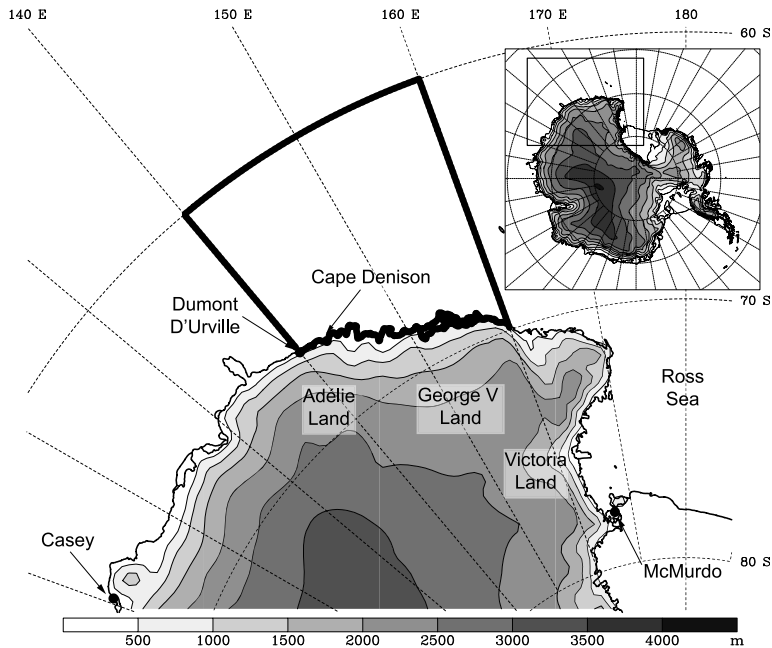 140 E
150 E
160 E
170 E
180
60 S
Cape Denison
Dumont
D'Urville
70 S
Adélie
Land
George V
Land
Ross
Sea
Victoria
Land
Casey
McMurdo
80 S
500 1000 1500 2000 2500 3000 3500 4000 m